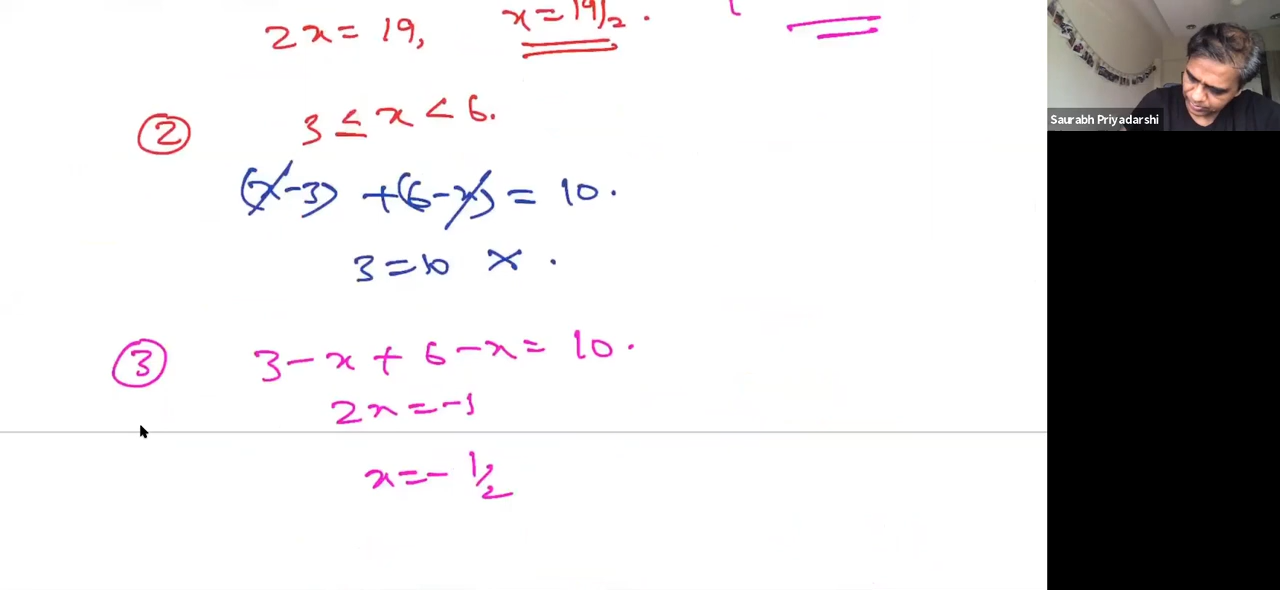 2x = 19, x = 19/2 .
② 3 ≤ x < 6.
(x-3) + (6-x) = 10.
3 = 10 × .
③ 3 - x + 6 - x = 10.
2x = -1
x = - 1/2
Saurabh Priyadarshi